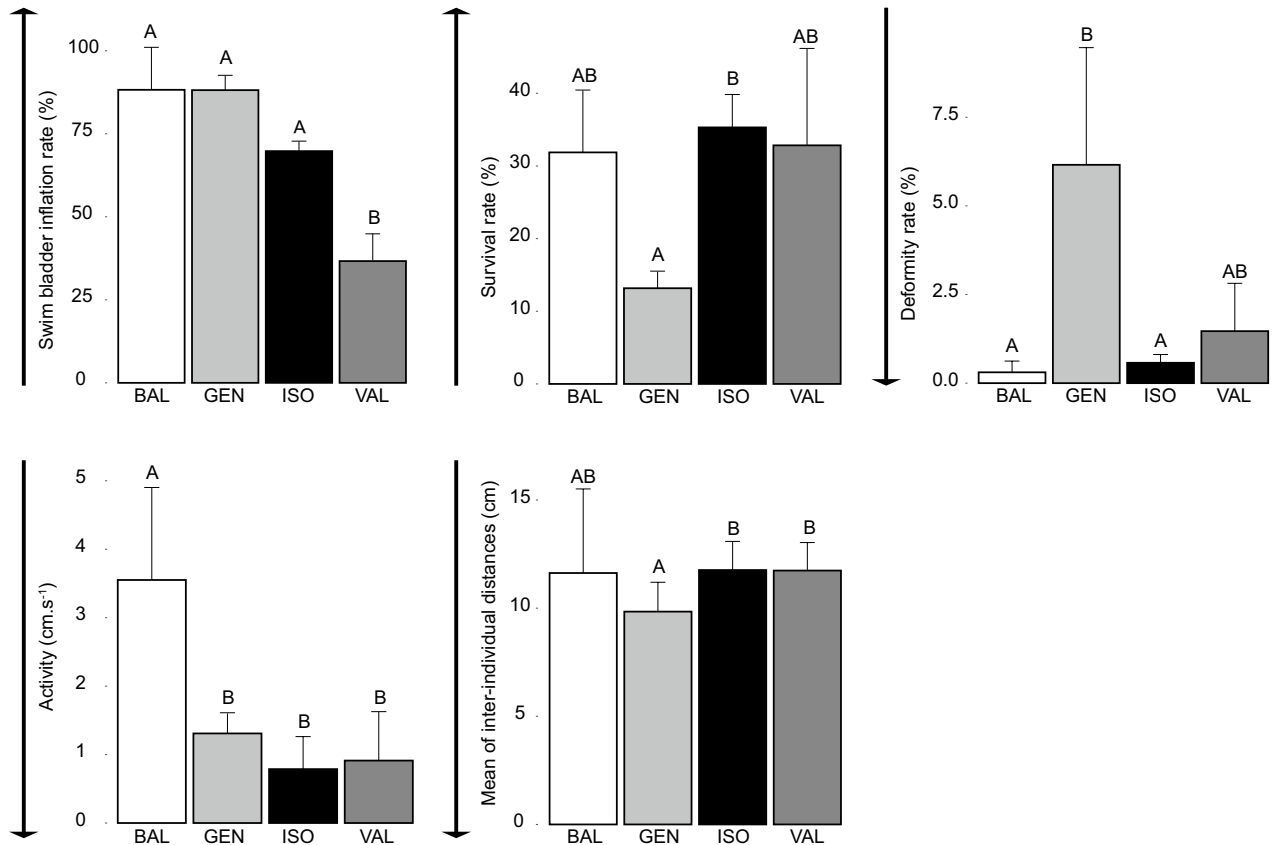 Swim bladder inflation rate (%)
100
75
50
25
0
A
A
A
B
BAL GEN ISO VAL
Survival rate (%)
40
30
20
10
0
AB
A
B
AB
BAL GEN ISO VAL
Deformity rate (%)
7.5
5.0
2.5
0.0
A
B
A
AB
BAL GEN ISO VAL
Activity (cm.s⁻¹)
5
4
3
2
1
0
A
B
B
B
BAL GEN ISO VAL
Mean of inter-individual distances (cm)
15
10
5
0
AB
A
B
B
BAL GEN ISO VAL